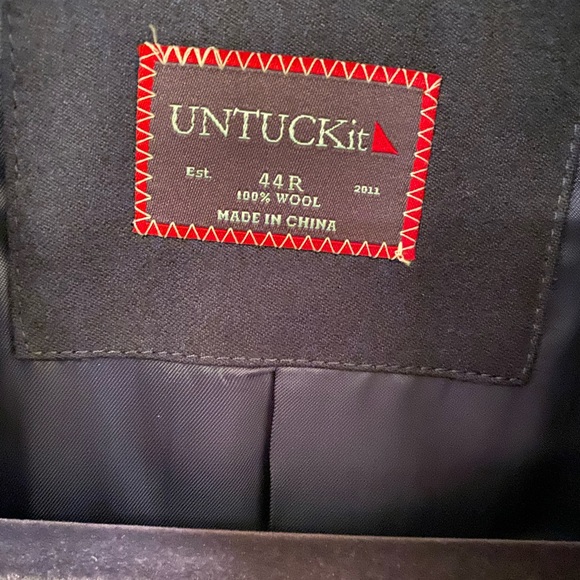 UNTUCKit
Est. 44R 2011
100% WOOL
MADE IN CHINA